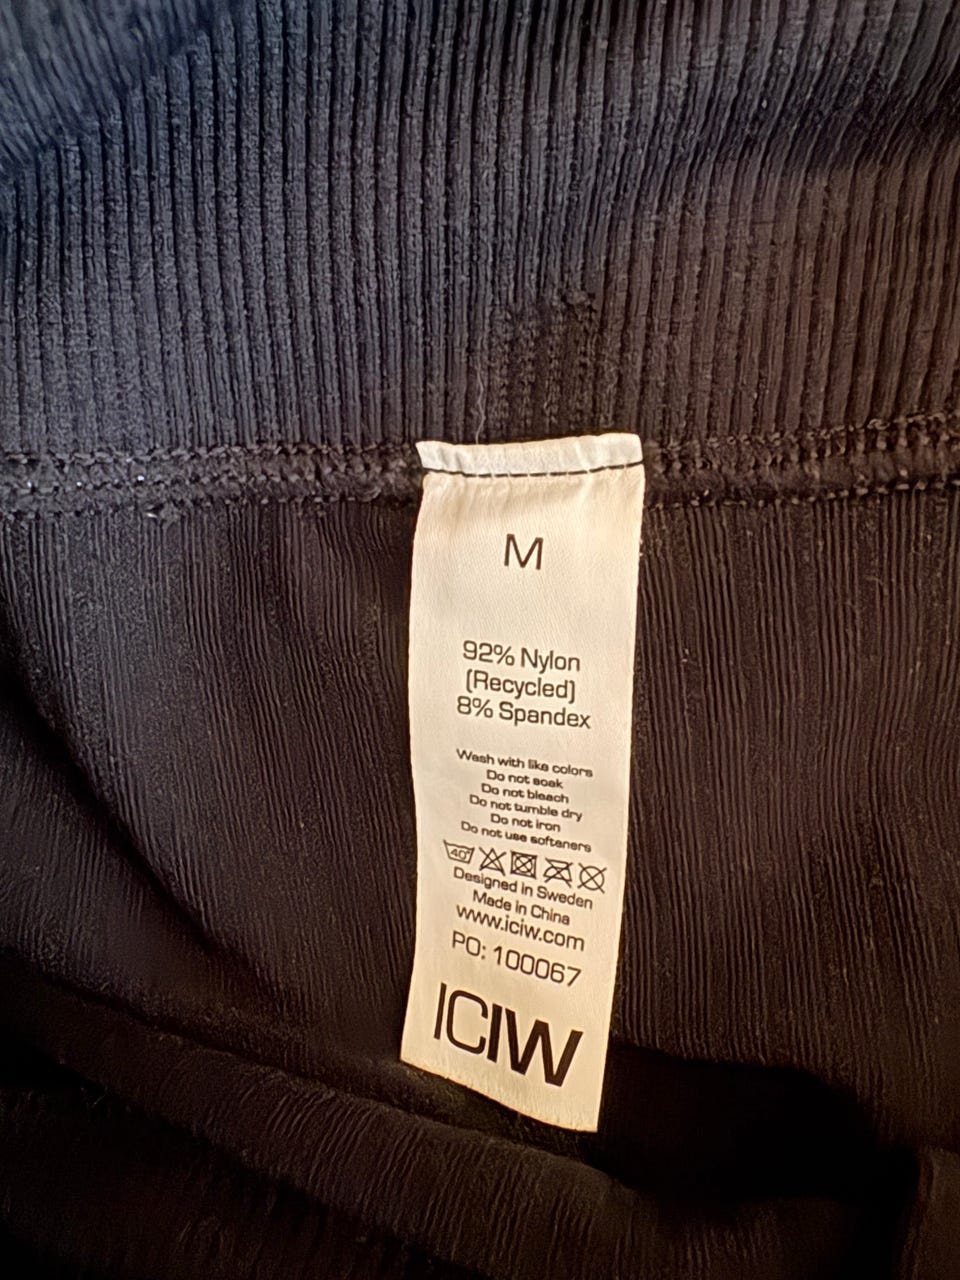 M
92% Nylon
(Recycled)
8% Spandex
Wash with like colors
Do not soak
Do not bleach
Do not tumble dry
Do not iron
Do not use softeners
40°
Designed in Sweden
Made in China
www.iciw.com
PO: 100067
ICIW